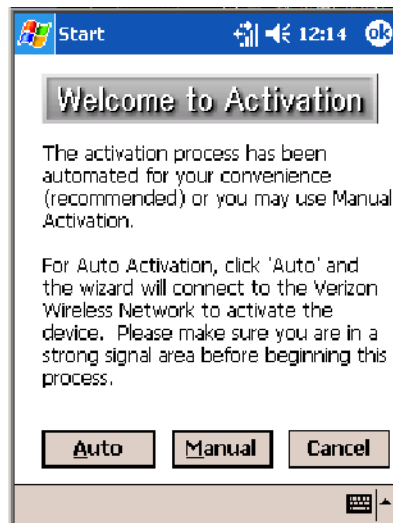 Start 12:14 ok
Welcome to Activation
The activation process has been
automated for your convenience
(recommended) or you may use Manual
Activation.
For Auto Activation, click 'Auto' and
the wizard will connect to the Verizon
Wireless Network to activate the
device. Please make sure you are in a
strong signal area before beginning this
process.
Auto Manual Cancel